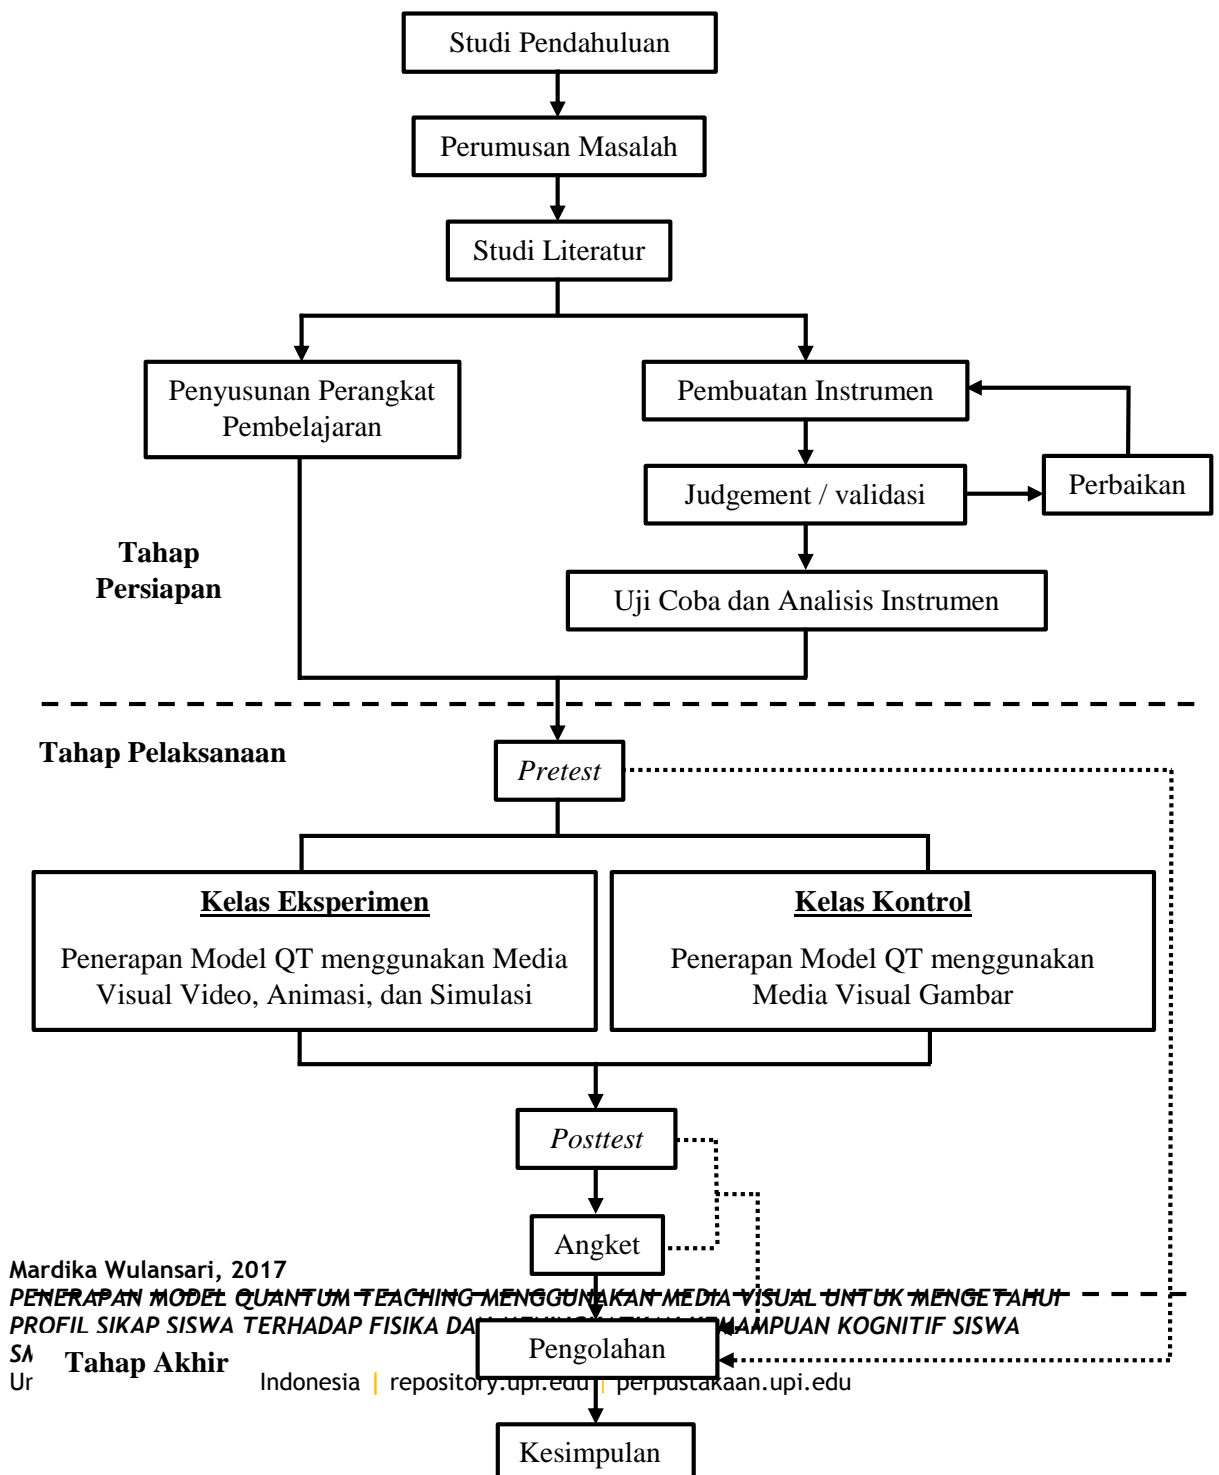 Studi Pendahuluan
Perumusan Masalah
Studi Literatur
Penyusunan Perangkat
Pembelajaran
Pembuatan Instrumen
Judgement / validasi
Perbaikan
Tahap
Persiapan
Uji Coba dan Analisis Instrumen
Tahap Pelaksanaan
Pretest
Kelas Eksperimen
Penerapan Model QT menggunakan Media
Visual Video, Animasi, dan Simulasi
Kelas Kontrol
Penerapan Model QT menggunakan
Media Visual Gambar
Posttest
Angket
Mardika Wulansari, 2017
PENERAPAN MODEL QUANTUM TEACHING MENGGUNAKAN MEDIA VISUAL UNTUK MENGETAHUI
PROFIL SIKAP SISWA TERHADAP FISIKA KOGNITIF SISWA
Tahap Akhir
Pengolahan
Indonesia | repository.upi.edu | perpustakaan.upi.edu
Kesimpulan